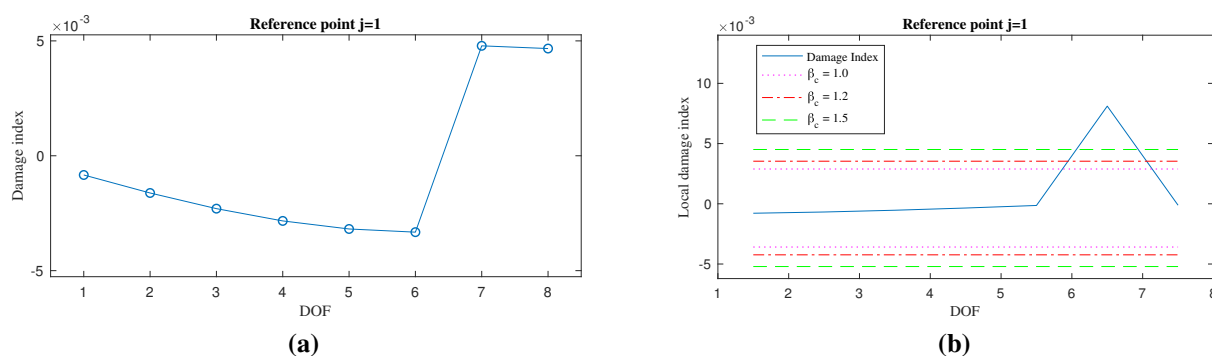 Reference point j=1
×10⁻³
5
0
-5
Damage index
1 2 3 4 5 6 7 8
DOF
(a)
Reference point j=1
×10⁻³
10
5
0
-5
Local damage index
Damage Index
β_c = 1.0
β_c = 1.2
β_c = 1.5
1 2 3 4 5 6 7 8
DOF
(b)